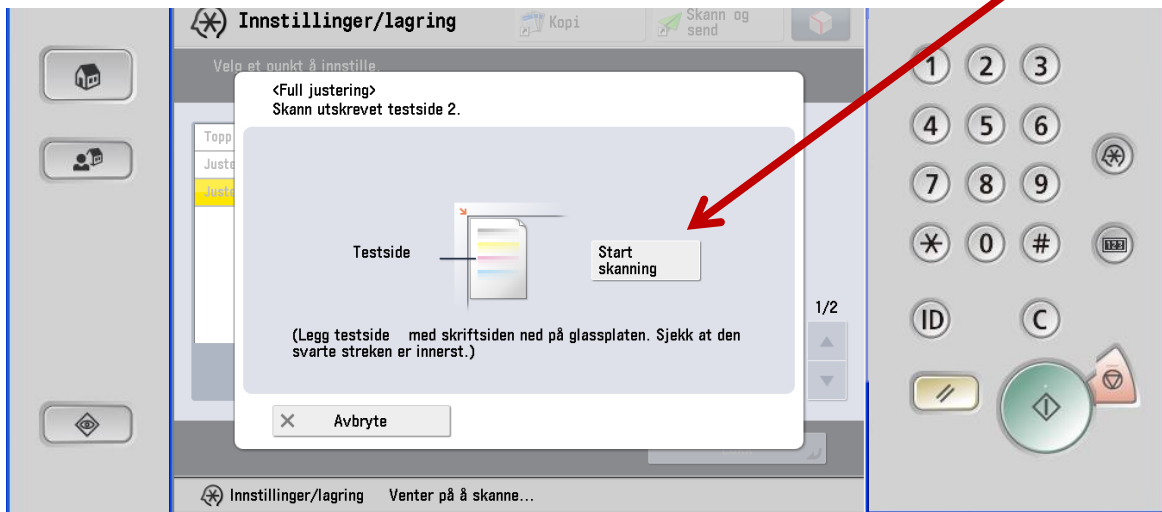 Innstillinger/lagring
Kopi
Skann og
send
Velg et punkt å innstille.
<Full justering>
Skann utskrevet testside 2.
Topp
Juste
Juste
Testside
Start
skanning
1/2
(Legg testside med skriftsiden ned på glassplaten. Sjekk at den
svarte streken er innerst.)
Avbryte
Innstillinger/lagring Venter på å skanne...
1 2 3
4 5 6
7 8 9
0 #
123
ID C